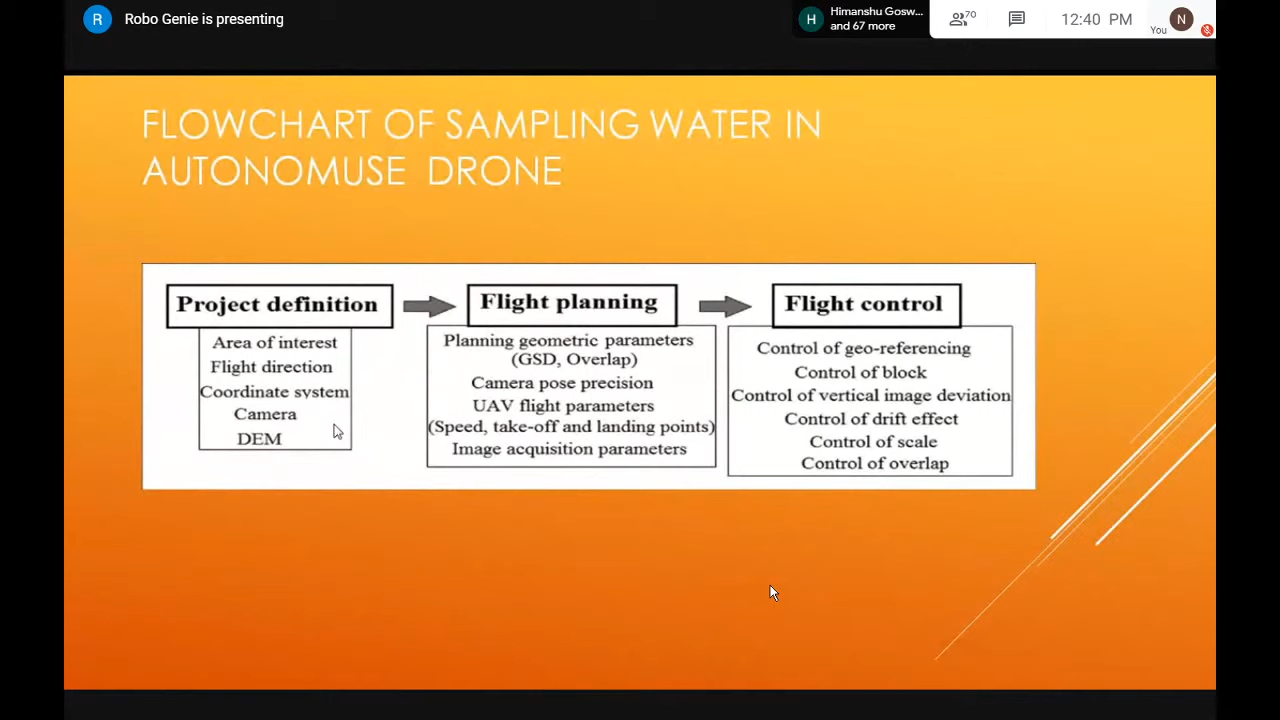 R Robo Genie is presenting
H Himanshu Gosw...
and 67 more
70
12:40 PM
You
N
FLOWCHART OF SAMPLING WATER IN
AUTONOMUSE DRONE
Project definition
Area of interest
Flight direction
Coordinate system
Camera
DEM
Flight planning
Planning geometric parameters
(GSD, Overlap)
Camera pose precision
UAV flight parameters
(Speed, take-off and landing points)
Image acquisition parameters
Flight control
Control of geo-referencing
Control of block
Control of vertical image deviation
Control of drift effect
Control of scale
Control of overlap